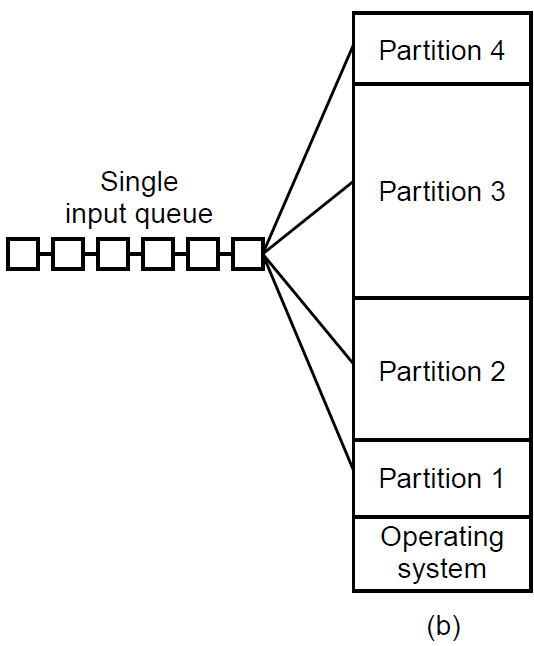 Single
input queue
Partition 4
Partition 3
Partition 2
Partition 1
Operating
system
(b)